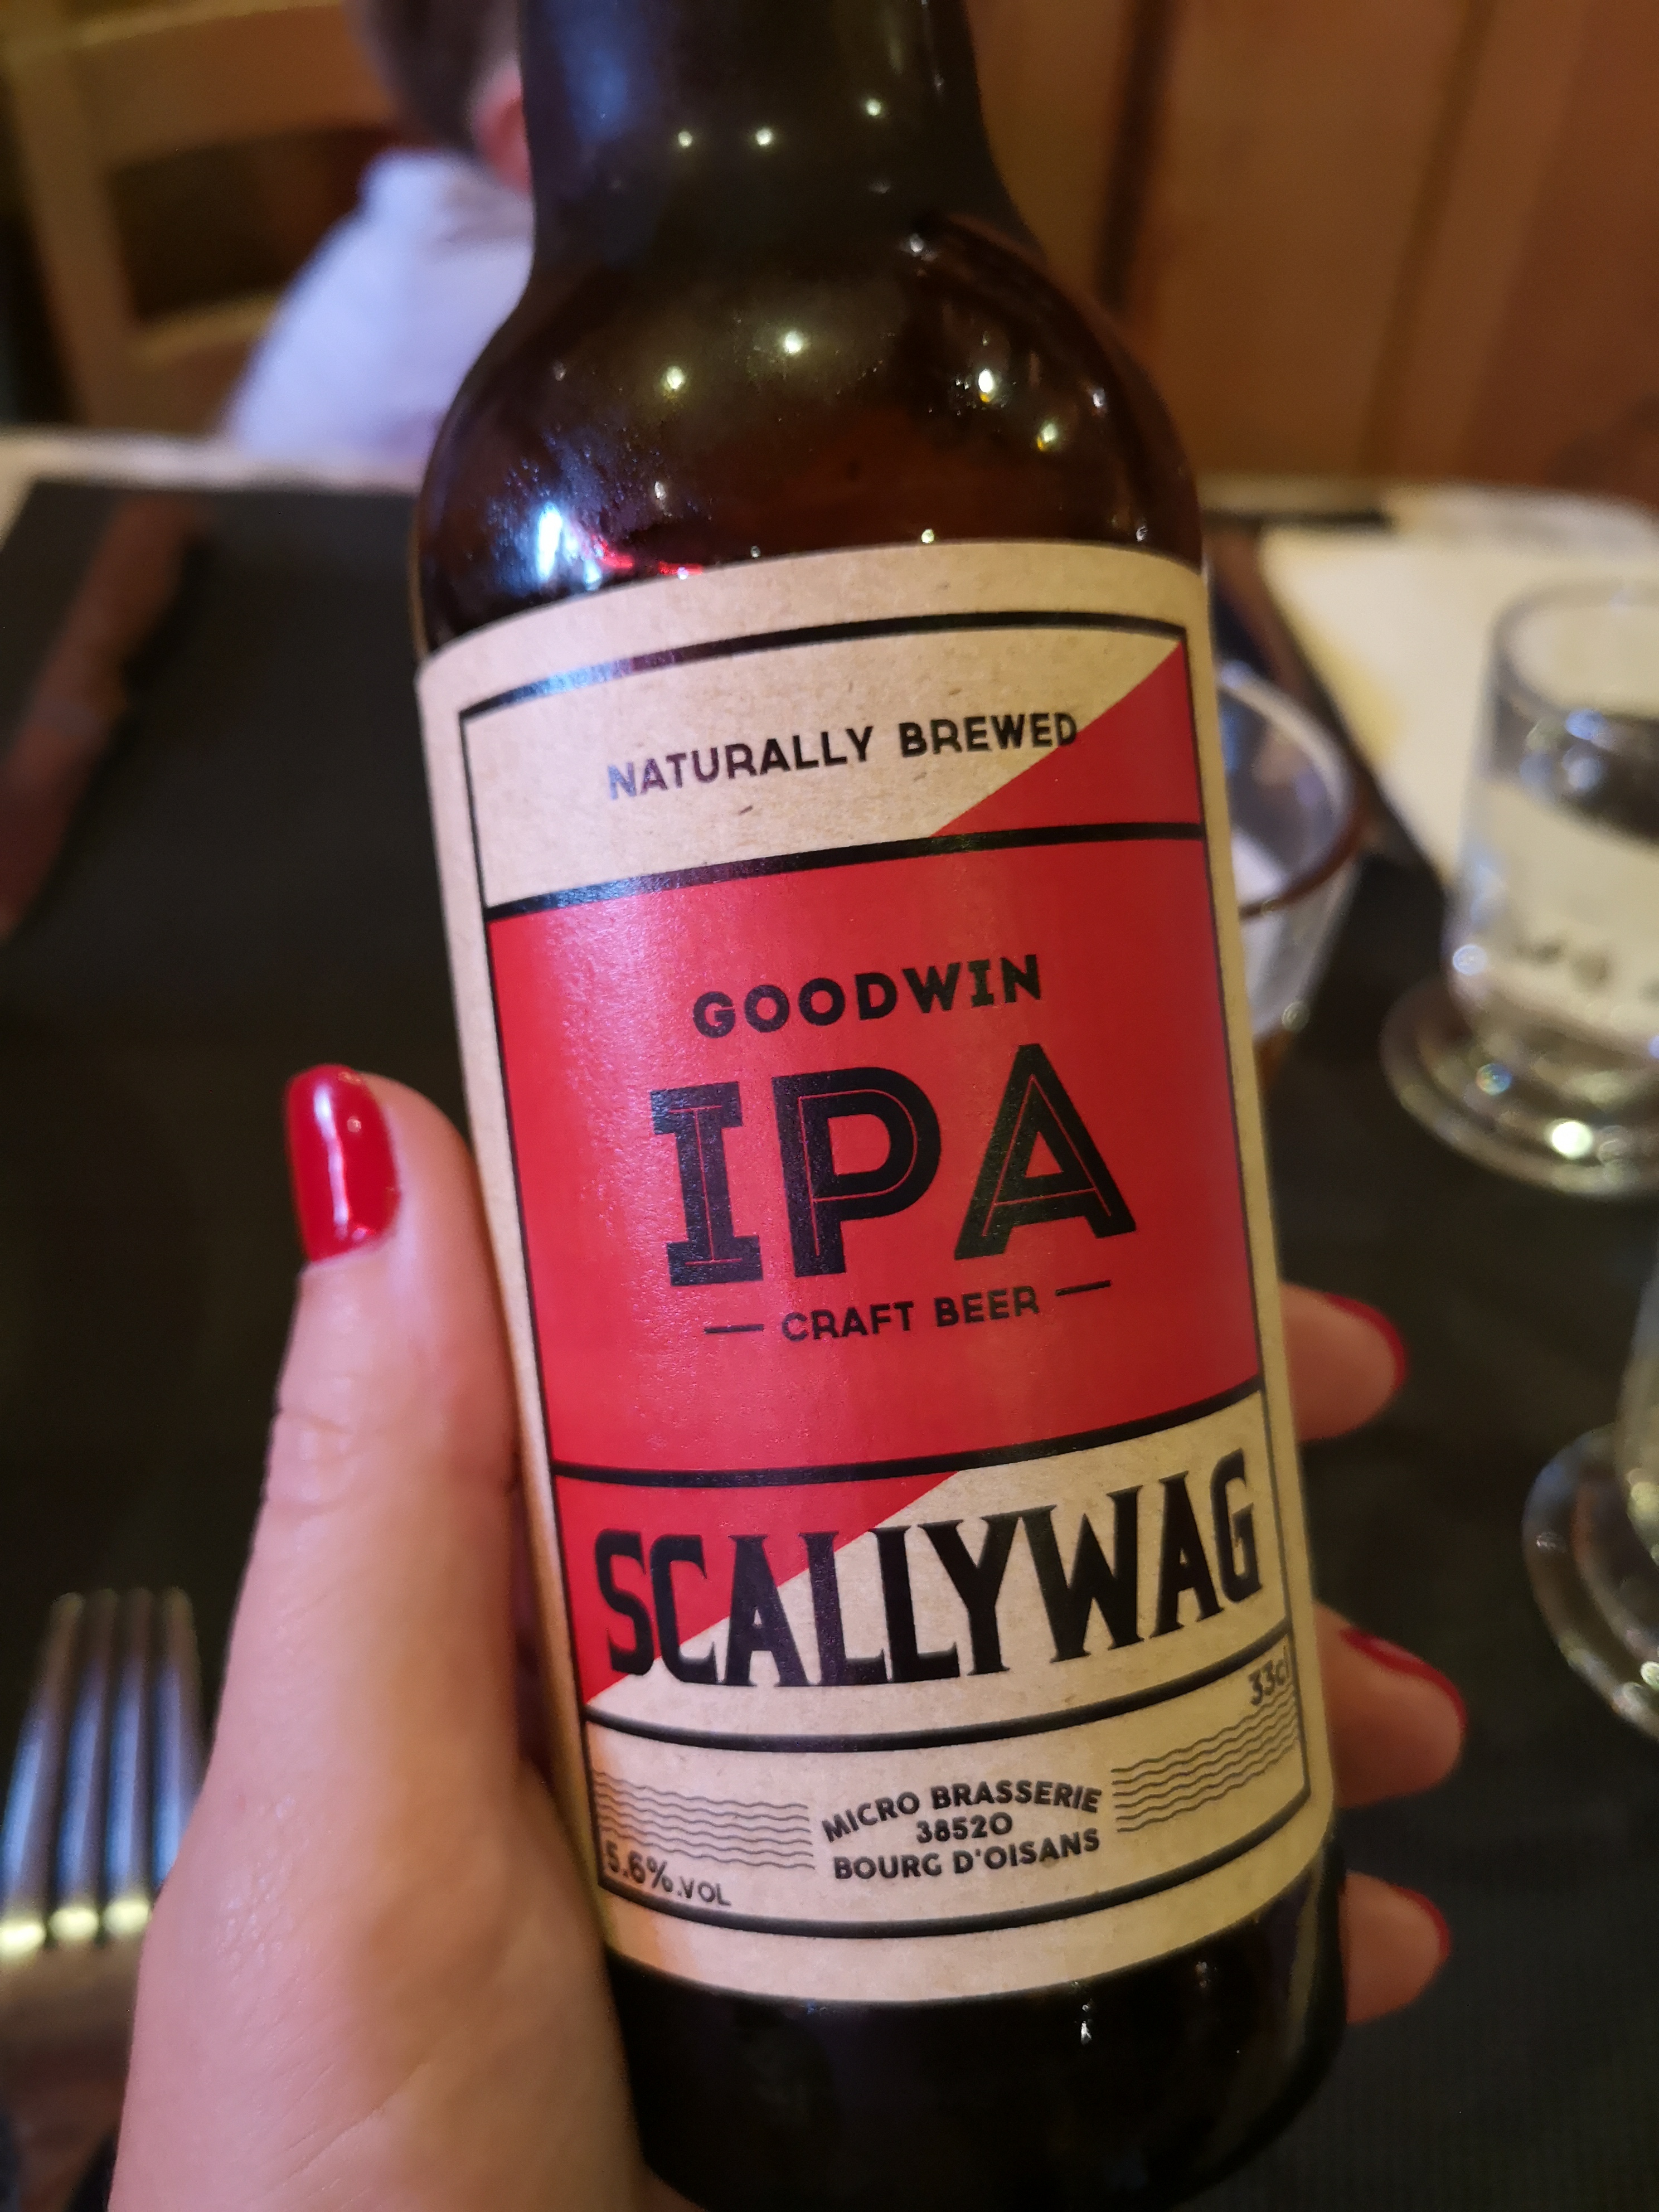 NATURALLY BREWED
GOODWIN
IPA
CRAFT BEER
SCALLYWAG
33cl
MICRO BRASSERIE
38520
BOURG D'OISANS
5.6%.VOL